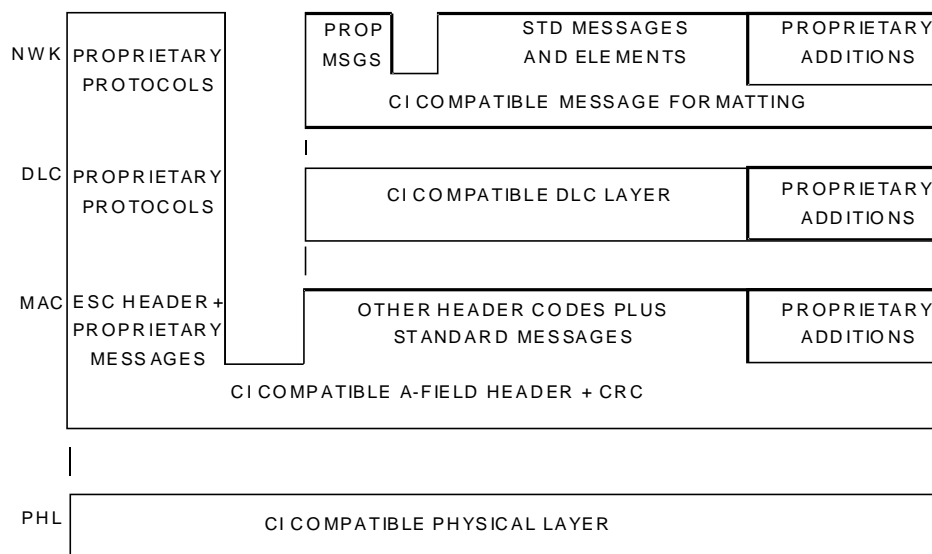 NWK
PROPRIETARY
PROTOCOLS
PROP
MSGS
STD MESSAGES
AND ELEMENTS
PROPRIETARY
ADDITIONS
CI COMPATIBLE MESSAGE FORMATTING
DLC
PROPRIETARY
PROTOCOLS
CI COMPATIBLE DLC LAYER
PROPRIETARY
ADDITIONS
MAC
ESC HEADER +
PROPRIETARY
MESSAGES
OTHER HEADER CODES PLUS
STANDARD MESSAGES
PROPRIETARY
ADDITIONS
CI COMPATIBLE A-FIELD HEADER + CRC
PHL
CI COMPATIBLE PHYSICAL LAYER